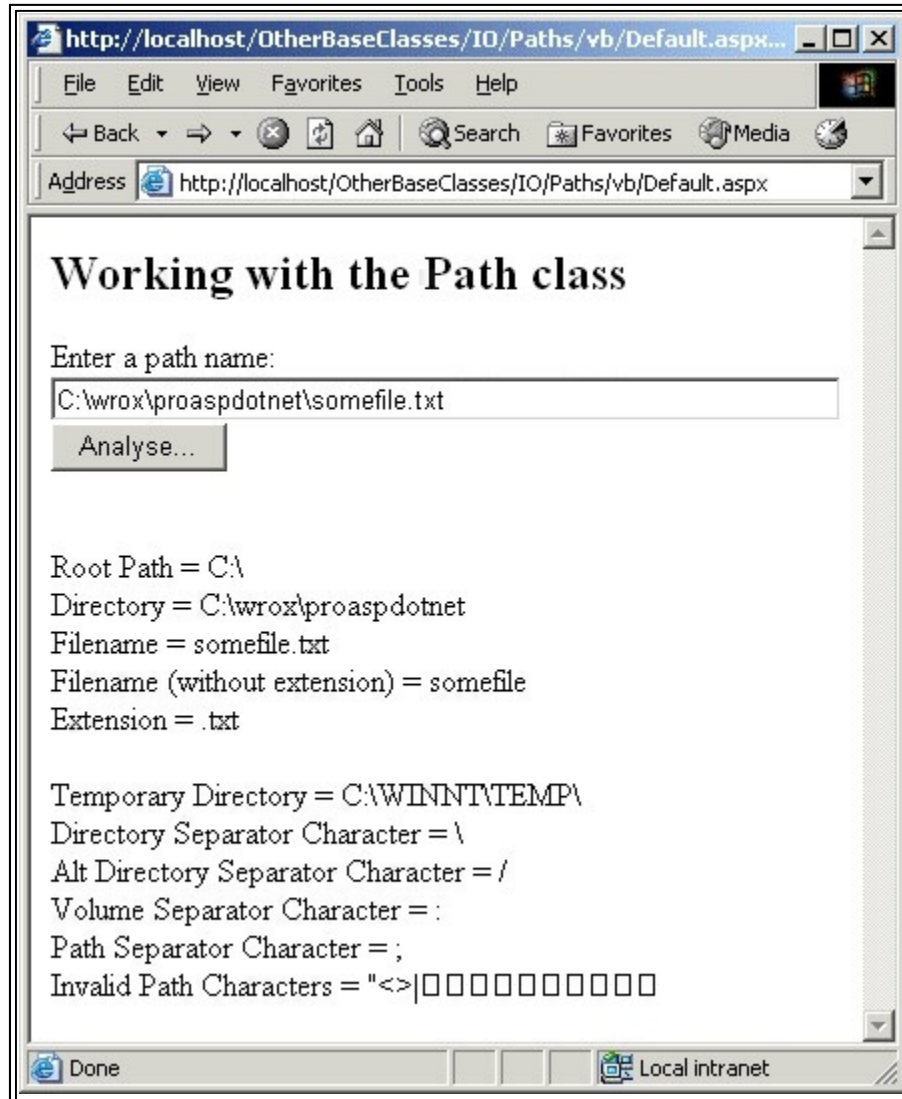 http://localhost/OtherBaseClasses/IO/Paths/vb/Default.aspx...
File Edit View Favorites Tools Help
Back Search Favorites Media
Address http://localhost/OtherBaseClasses/IO/Paths/vb/Default.aspx
Working with the Path class
Enter a path name:
C:\wrox\proaspdotnet\somefile.txt
Analyse...
Root Path = C:\
Directory = C:\wrox\proaspdotnet
Filename = somefile.txt
Filename (without extension) = somefile
Extension = .txt
Temporary Directory = C:\WINNT\TEMP\
Directory Separator Character = \
Alt Directory Separator Character = /
Volume Separator Character = :
Path Separator Character = ;
Invalid Path Characters = "<>|□□□□□□□□□□
Done Local intranet